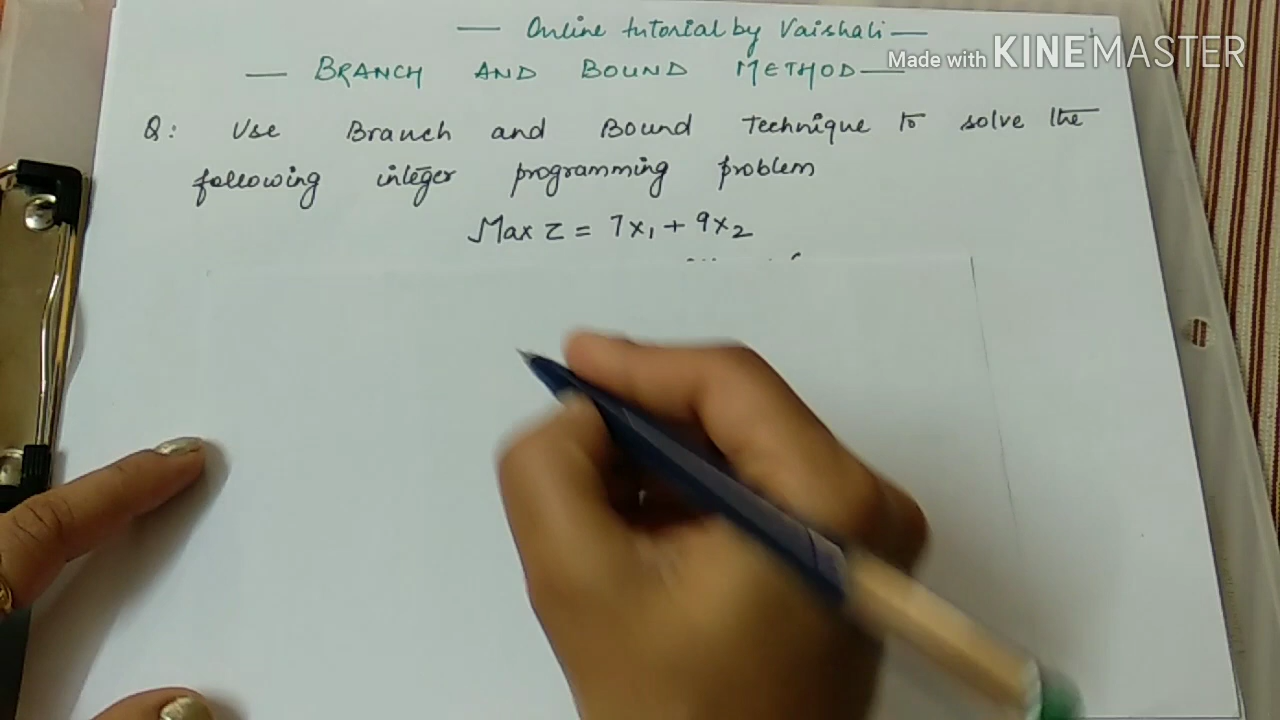 — Online tutorial by Vaishali —
Made with KINEMASTER
— BRANCH AND BOUND METHOD —
Q: Use Branch and Bound Technique to solve the
following integer programming problem
Max Z = 7x₁ + 9x₂